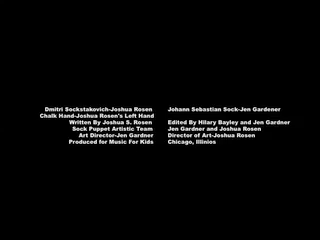 Dmitri Sockstakovich-Joshua Rosen
Johann Sebastian Sock-Jen Gardener
Chalk Hand-Joshua Rosen's Left Hand
Written By Joshua S. Rosen
Edited By Hilary Bayley and Jen Gardner
Sock Puppet Artistic Team
Jen Gardner and Joshua Rosen
Art Director-Jen Gardner
Director of Art-Joshua Rosen
Produced for Music For Kids
Chicago, Illinios